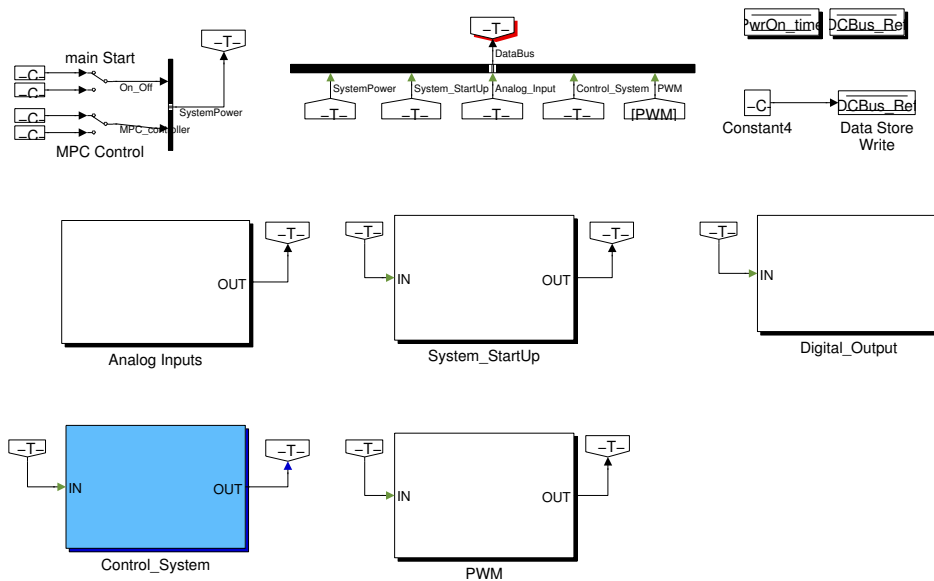 –T–
–T–
PwrOn_time
DCBus_Ref
main Start
DataBus
–C–
On_Off
SystemPower
System_StartUp
Analog_Input
Control_System
PWM
SystemPower
–T–
–T–
–T–
–T–
[PWM]
–C–
DCBus_Ref
–C–
–C–
MPC_controller
Constant4
Data Store
Write
–C–
MPC Control
–T–
–T–
–T–
–T–
OUT
IN
OUT
IN
Analog Inputs
System_StartUp
Digital_Output
–T–
–T–
–T–
–T–
IN
OUT
IN
OUT
Control_System
PWM